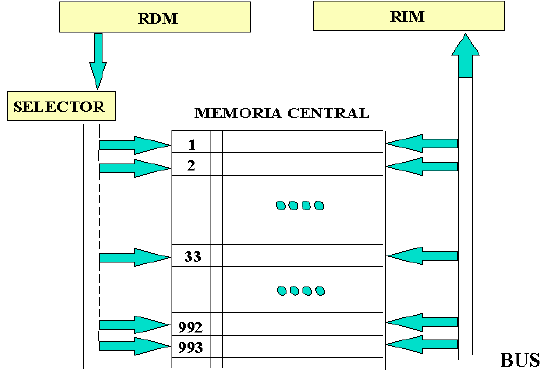 RDM
RIM
SELECTOR
MEMORIA CENTRAL
1
2
33
992
993
BUS